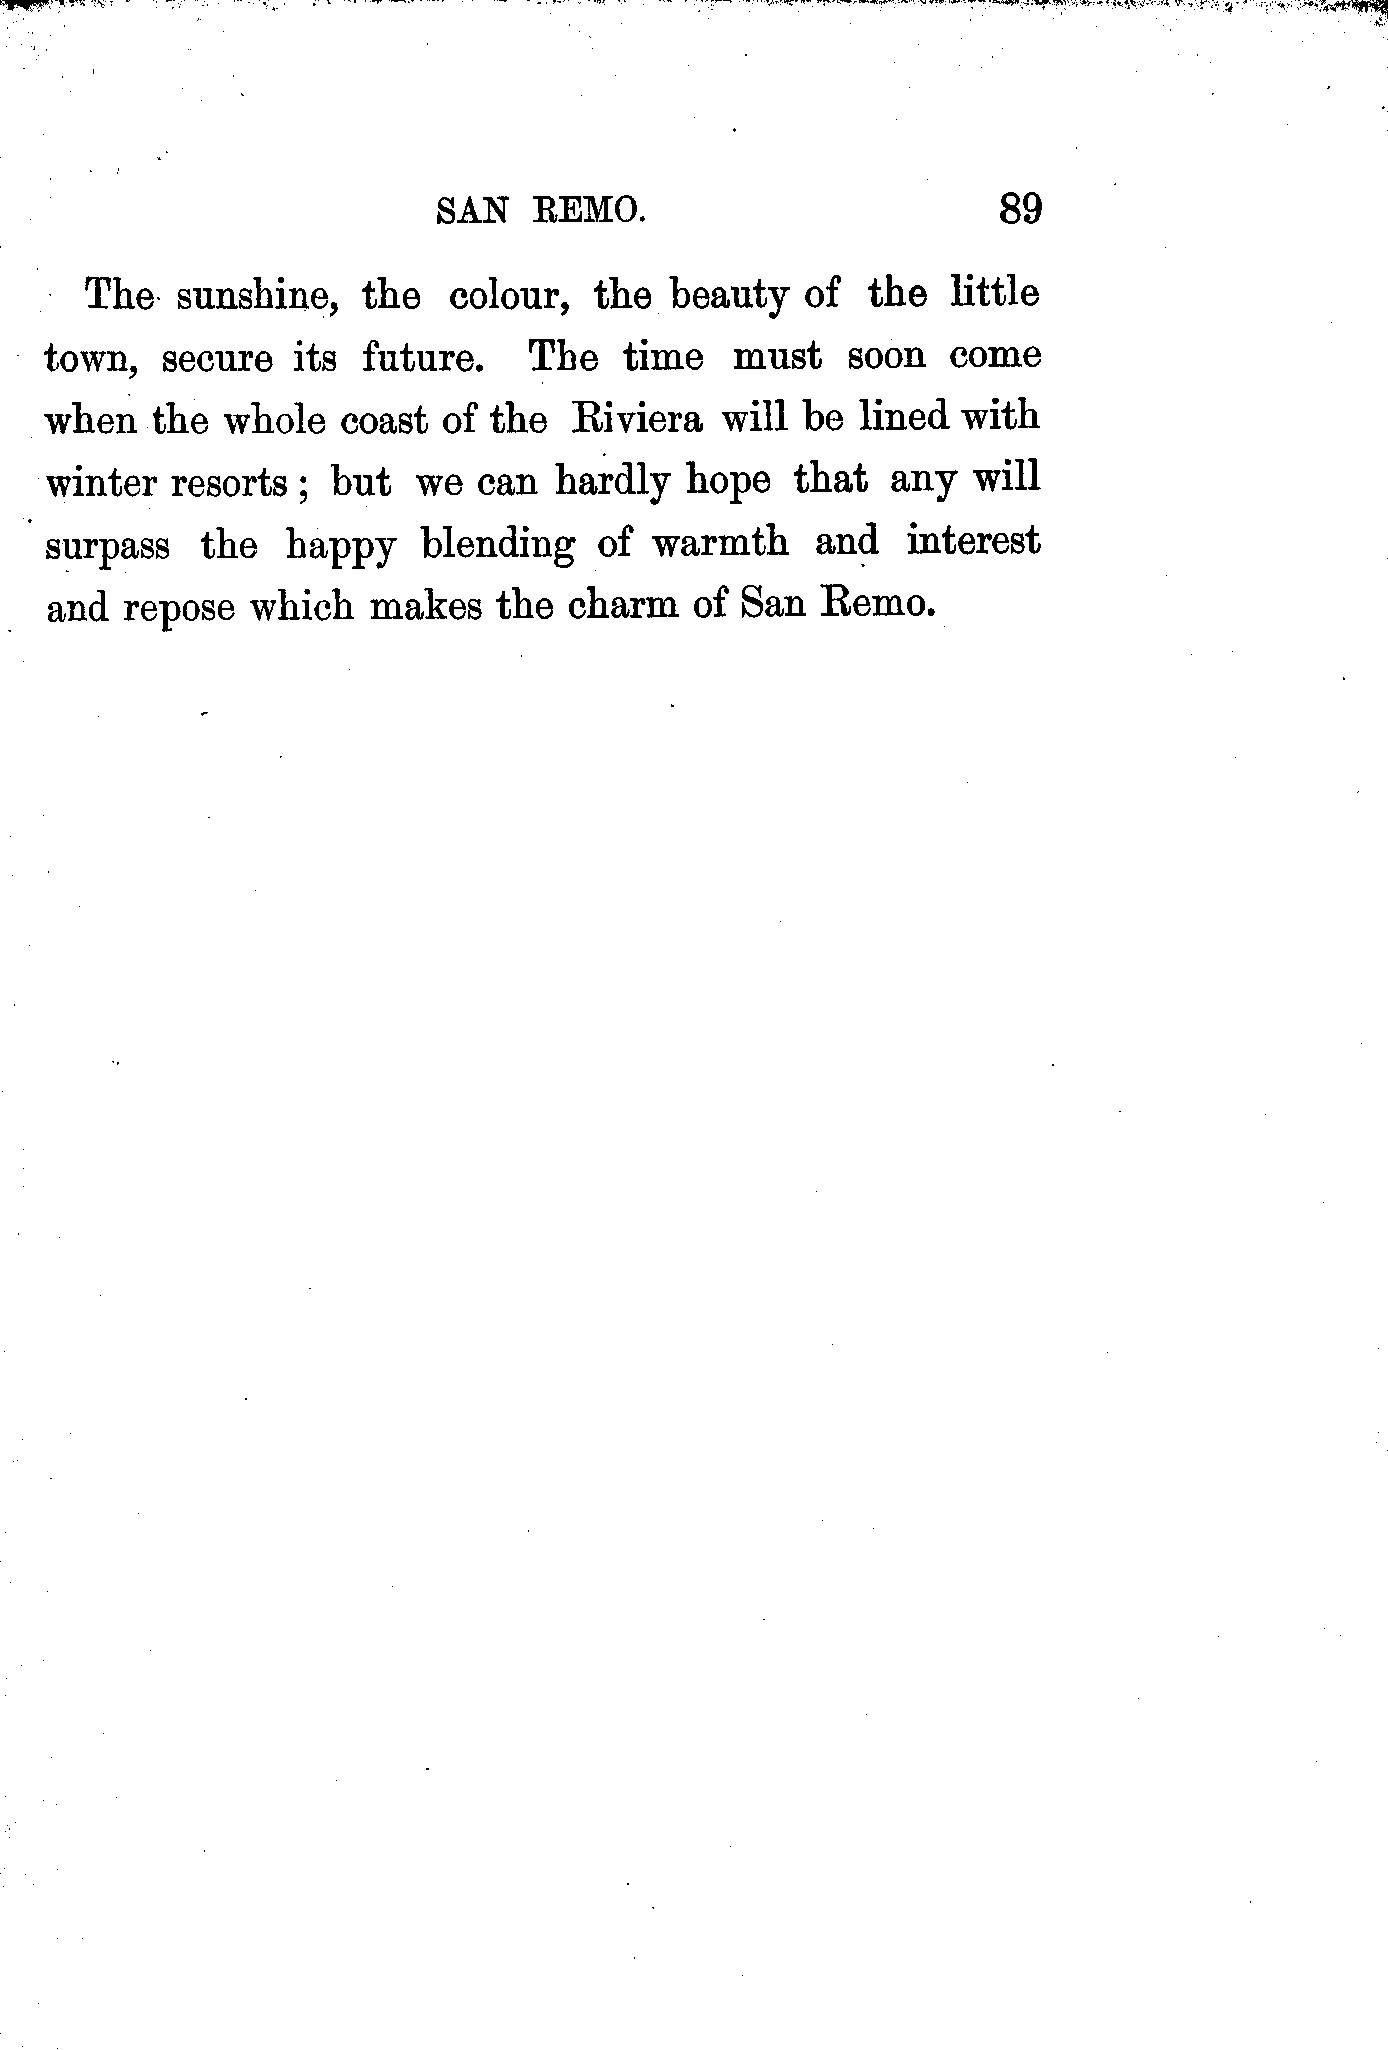 SAN REMO. 89
The sunshine, the colour, the beauty of the little
town, secure its future. The time must soon come
when the whole coast of the Riviera will be lined with
winter resorts ; but we can hardly hope that any will
surpass the happy blending of warmth and interest
and repose which makes the charm of San Remo.